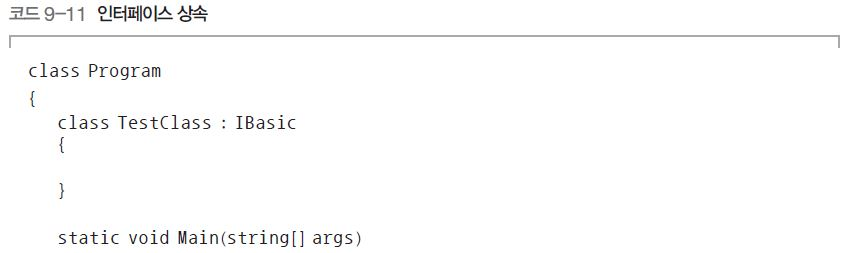 코드 9-11 인터페이스 상속
class Program
{
class TestClass : IBasic
{
}
static void Main(string[] args)